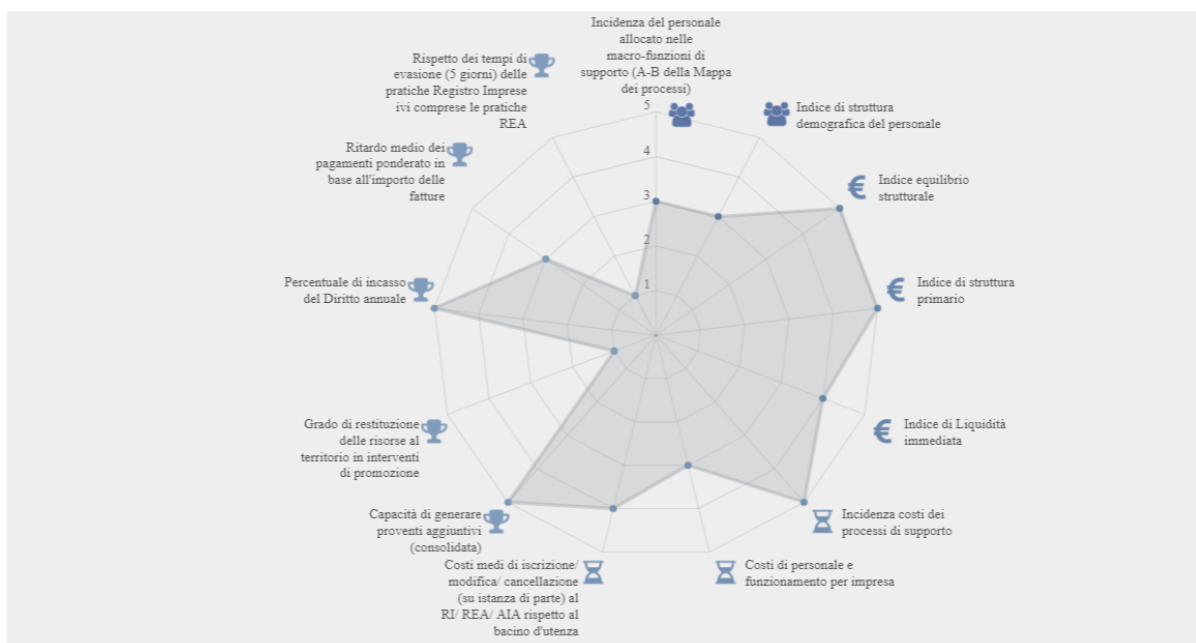 Incidenza del personale
allocato nelle
macro-funzioni di
supporto (A-B della Mappa
dei processi)
Indice di struttura
demografica del personale
Indice equilibrio
strutturale
Indice di struttura
primario
Indice di Liquidità
immediata
Incidenza costi dei
processi di supporto
Costi di personale e
funzionamento per impresa
Costi medi di iscrizione/
modifica/ cancellazione
(su istanza di parte) al
RI/ REA/ AIA rispetto al
bacino d'utenza
Capacità di generare
proventi aggiuntivi
(consolidata)
Grado di restituzione
delle risorse al
territorio in interventi
di promozione
Percentuale di incasso
del Diritto annuale
Ritardo medio dei
pagamenti ponderato in
base all'importo delle
fatture
Rispetto dei tempi di
evasione (5 giorni) delle
pratiche Registro Imprese
ivi comprese le pratiche
REA
5
4
3
2
1